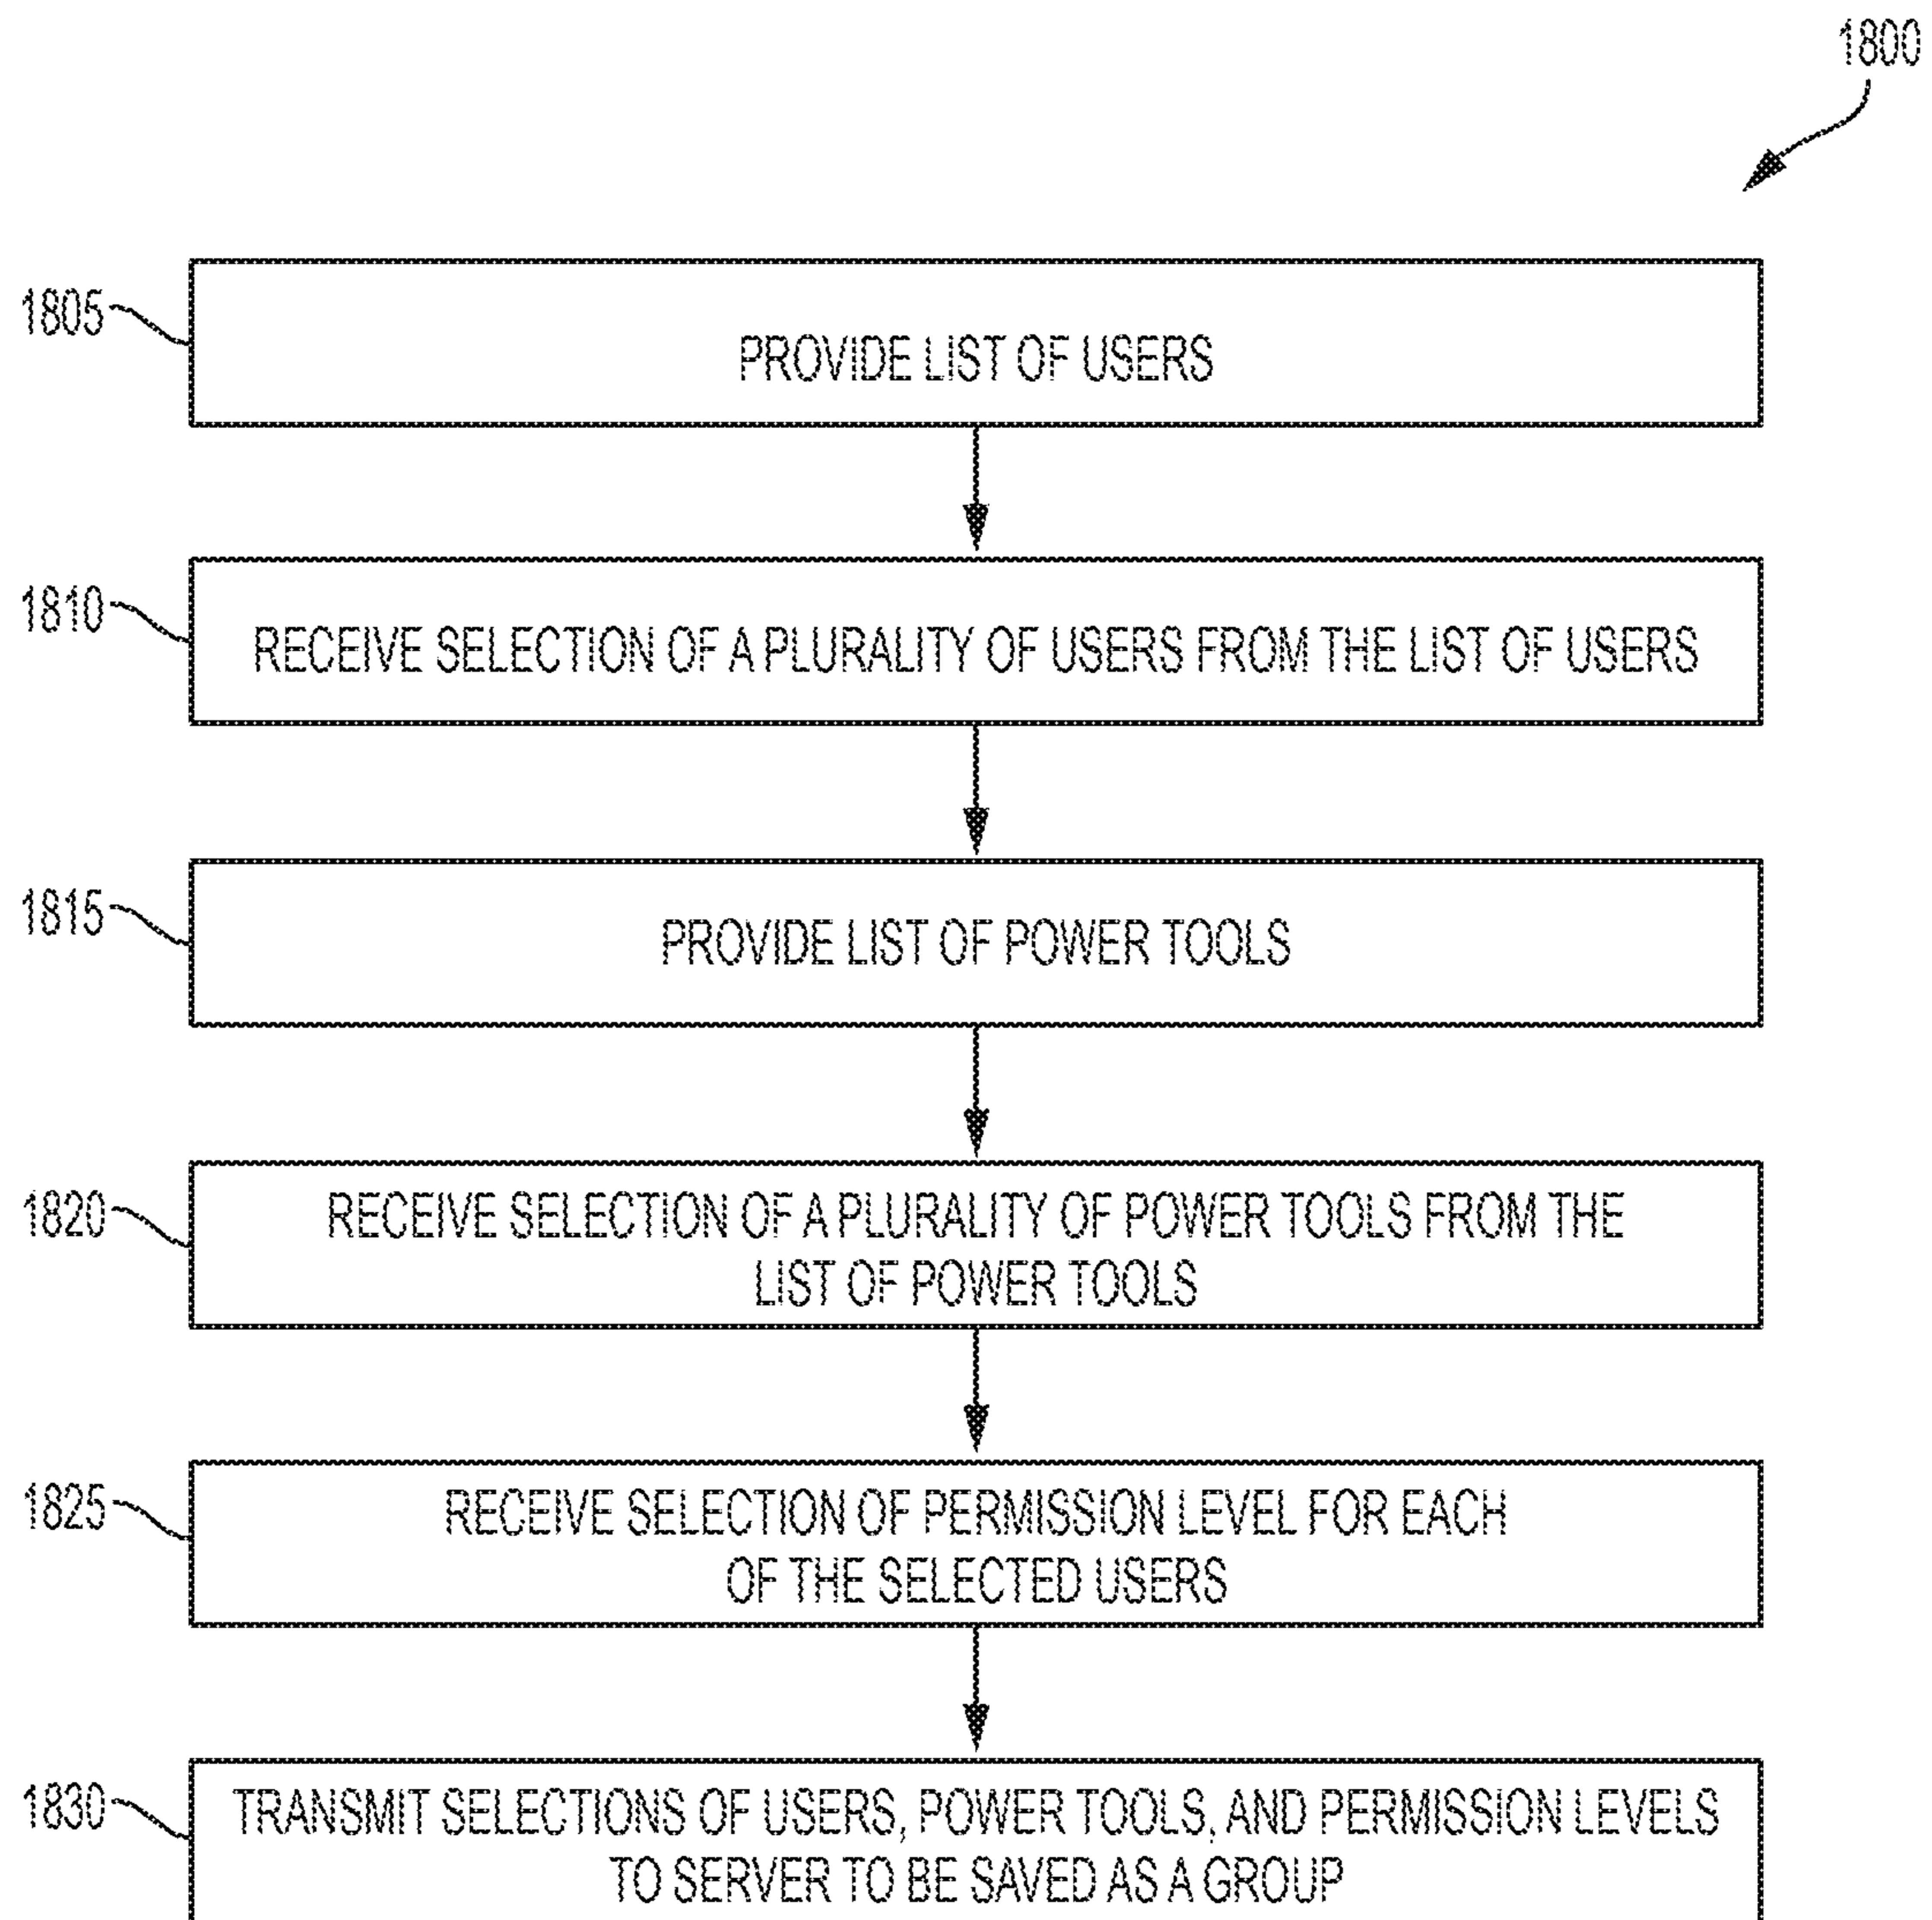 1800
1805
PROVIDE LIST OF USERS
1810
RECEIVE SELECTION OF A PLURALITY OF USERS FROM THE LIST OF USERS
1815
PROVIDE LIST OF POWER TOOLS
1820
RECEIVE SELECTION OF A PLURALITY OF POWER TOOLS FROM THE
LIST OF POWER TOOLS
1825
RECEIVE SELECTION OF PERMISSION LEVEL FOR EACH
OF THE SELECTED USERS
1830
TRANSMIT SELECTIONS OF USERS, POWER TOOLS, AND PERMISSION LEVELS
TO SERVER TO BE SAVED AS A GROUP